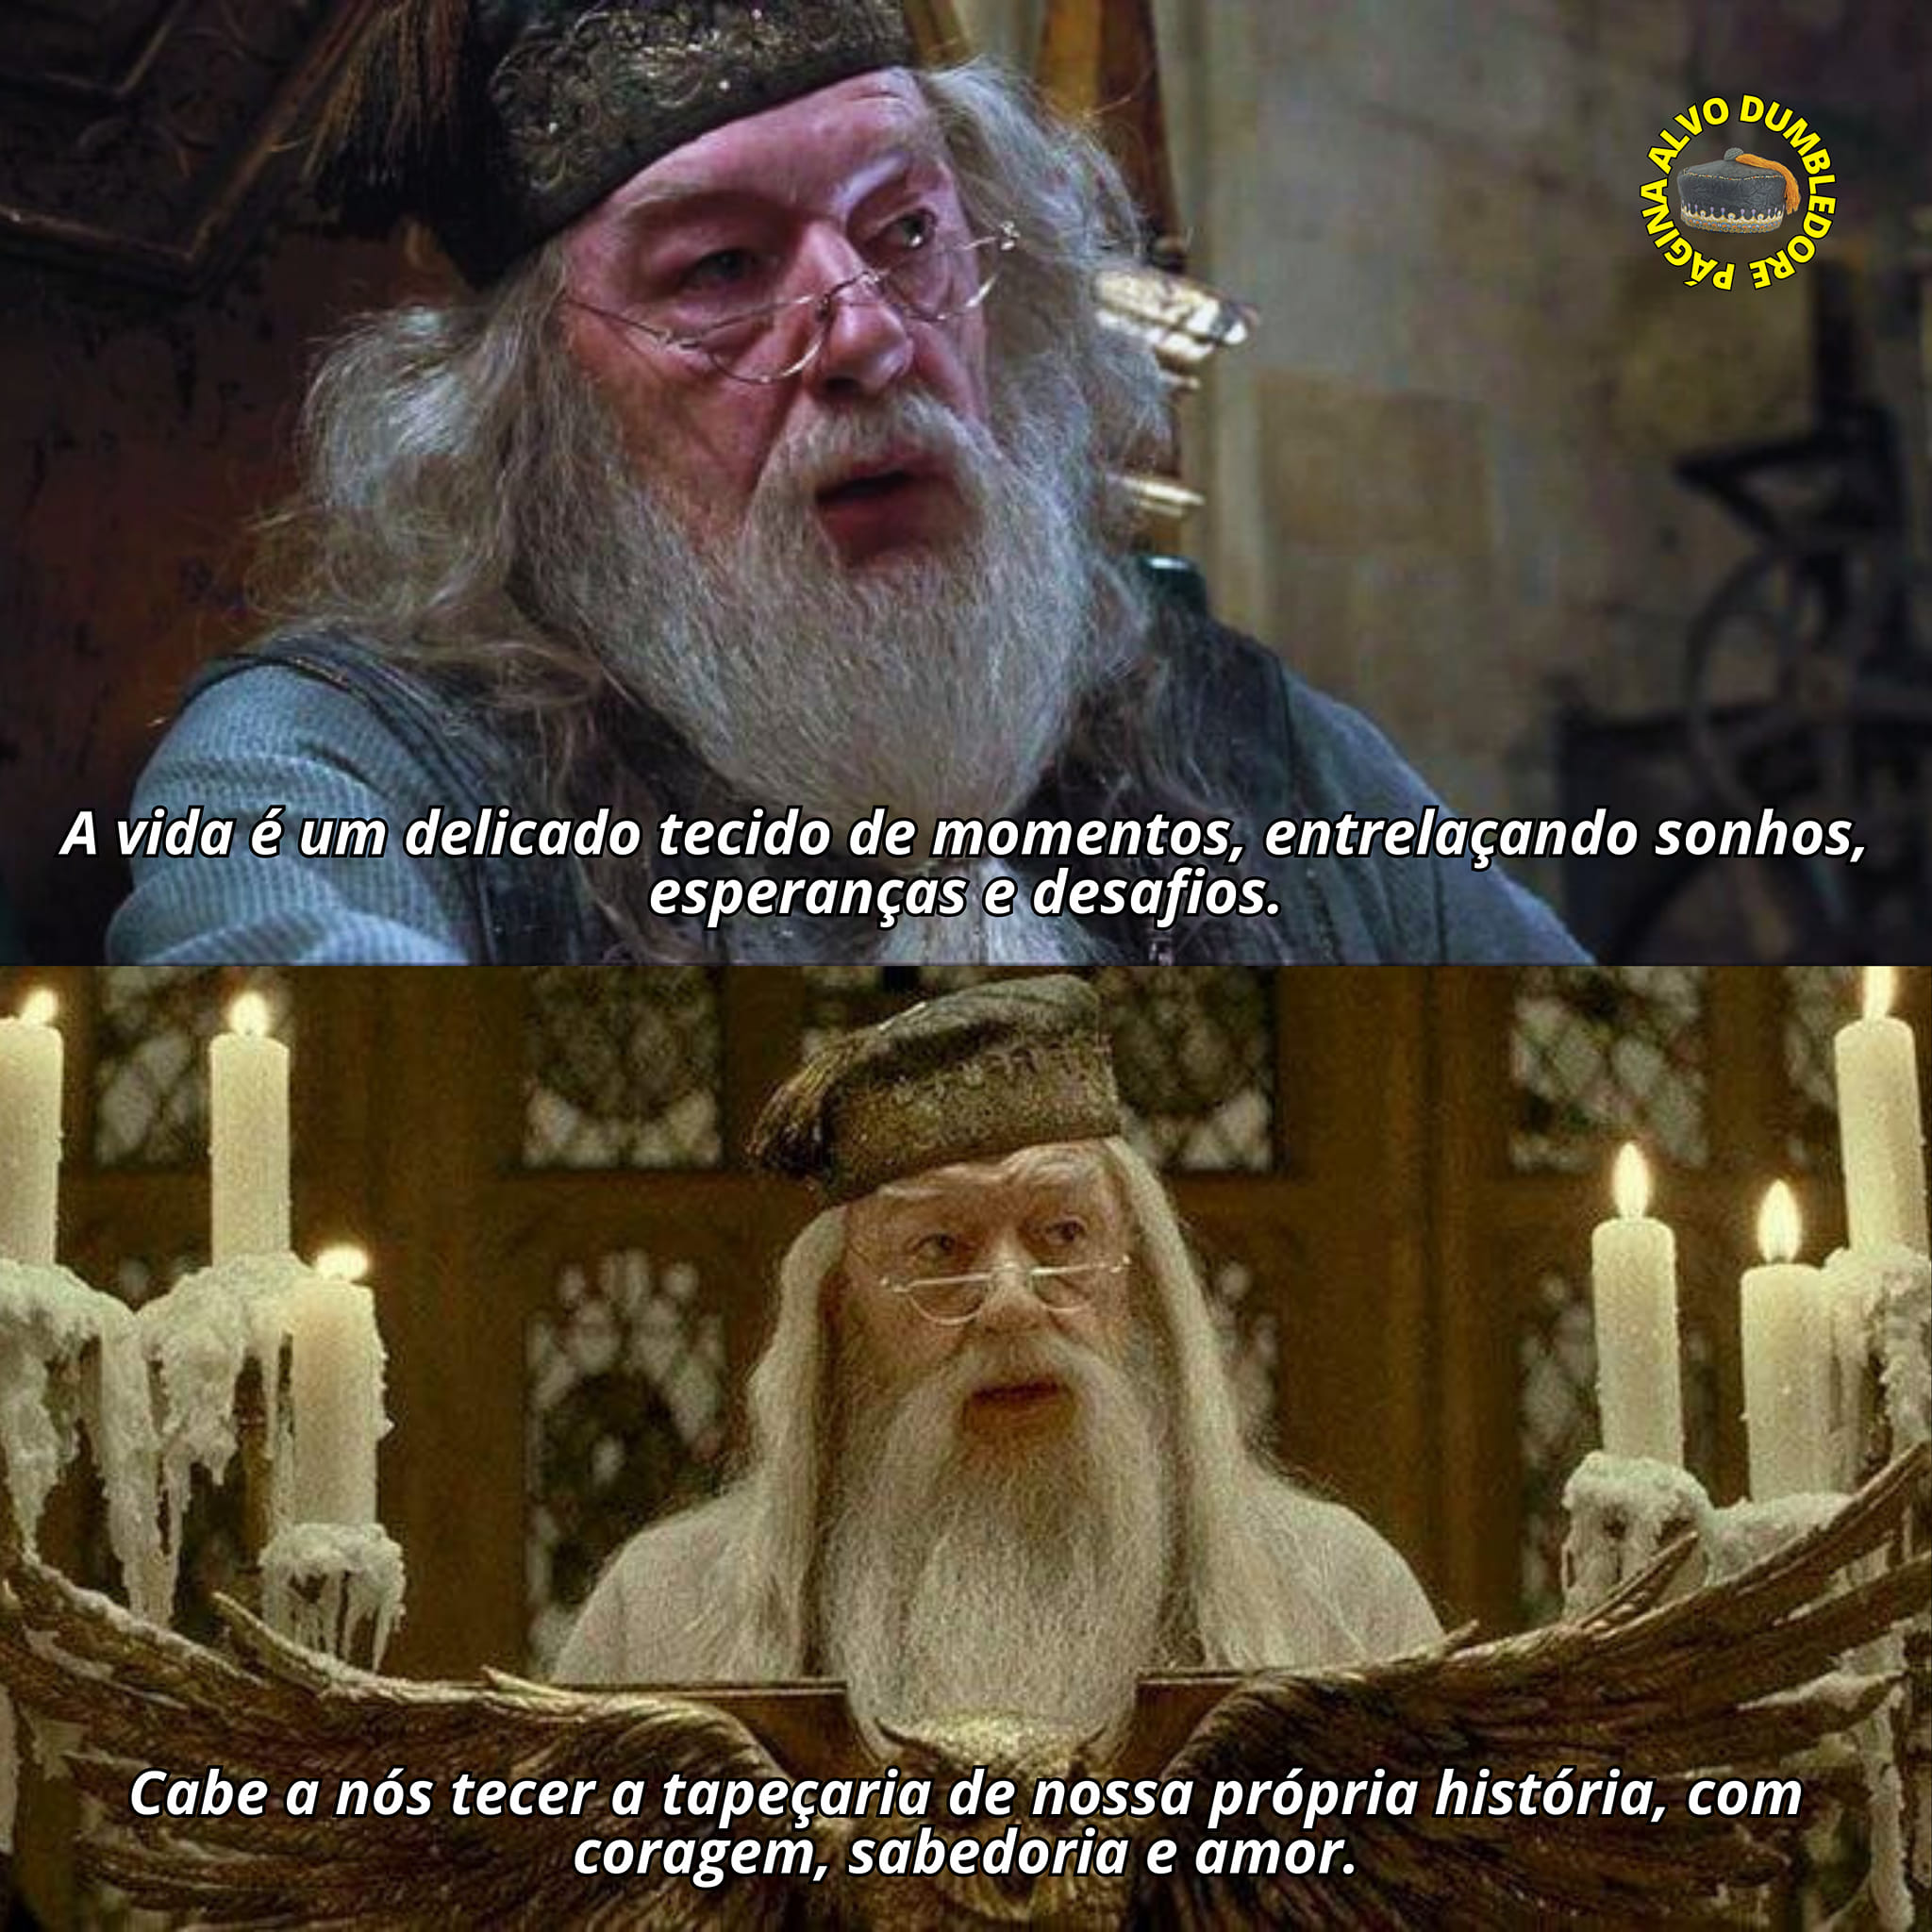 PÁGINA ALVO DUMBLEDORE
A vida é um delicado tecido de momentos, entrelaçando sonhos,
esperanças e desafios.
Cabe a nós tecer a tapeçaria de nossa própria história, com
coragem, sabedoria e amor.